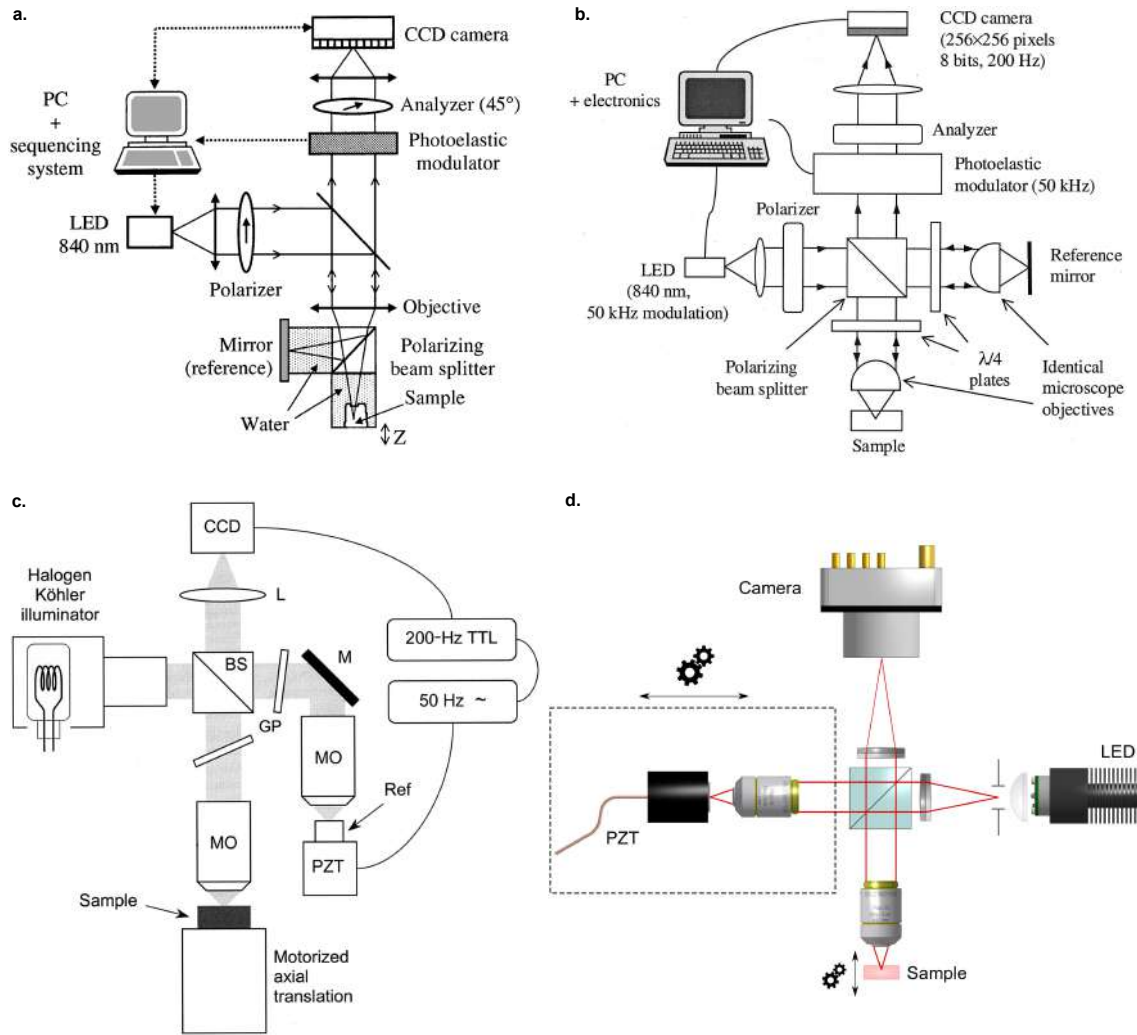 a.
CCD camera
Analyzer (45°)
Photoelastic
modulator
PC
+
sequencing
system
LED
840 nm
Polarizer
Objective
Mirror
(reference)
Polarizing
beam splitter
Sample
Water
Z
b.
CCD camera
(256×256 pixels
8 bits, 200 Hz)
PC
+ electronics
Analyzer
Photoelastic
modulator (50 kHz)
Polarizer
LED
(840 nm,
50 kHz modulation)
Reference
mirror
Polarizing
beam splitter
λ/4
plates
Identical
microscope
objectives
Sample
c.
CCD
Halogen
Köhler
illuminator
L
200-Hz TTL
BS
M
50 Hz ~
GP
MO
Ref
MO
PZT
Sample
Motorized
axial
translation
d.
Camera
LED
PZT
Sample